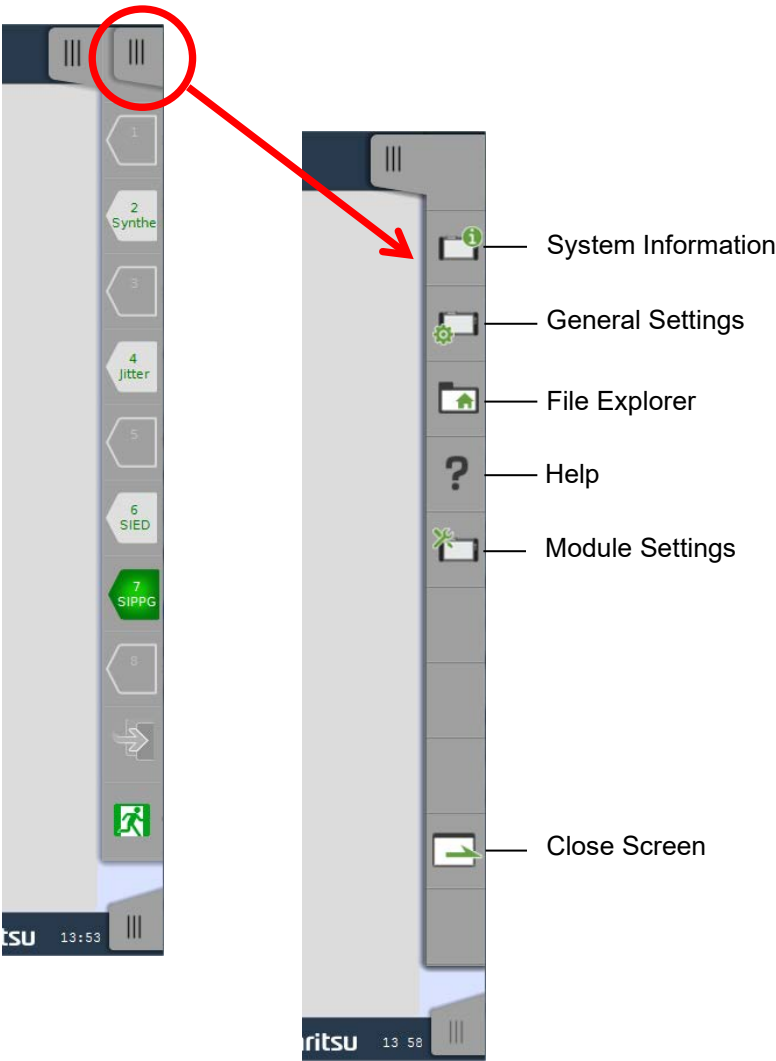 1
2
Synthe
3
4
Jitter
5
6
SIED
7
SIPPG
8
tsu 13:53
System Information
General Settings
File Explorer
?
Help
Module Settings
Close Screen
ritsu 13 58